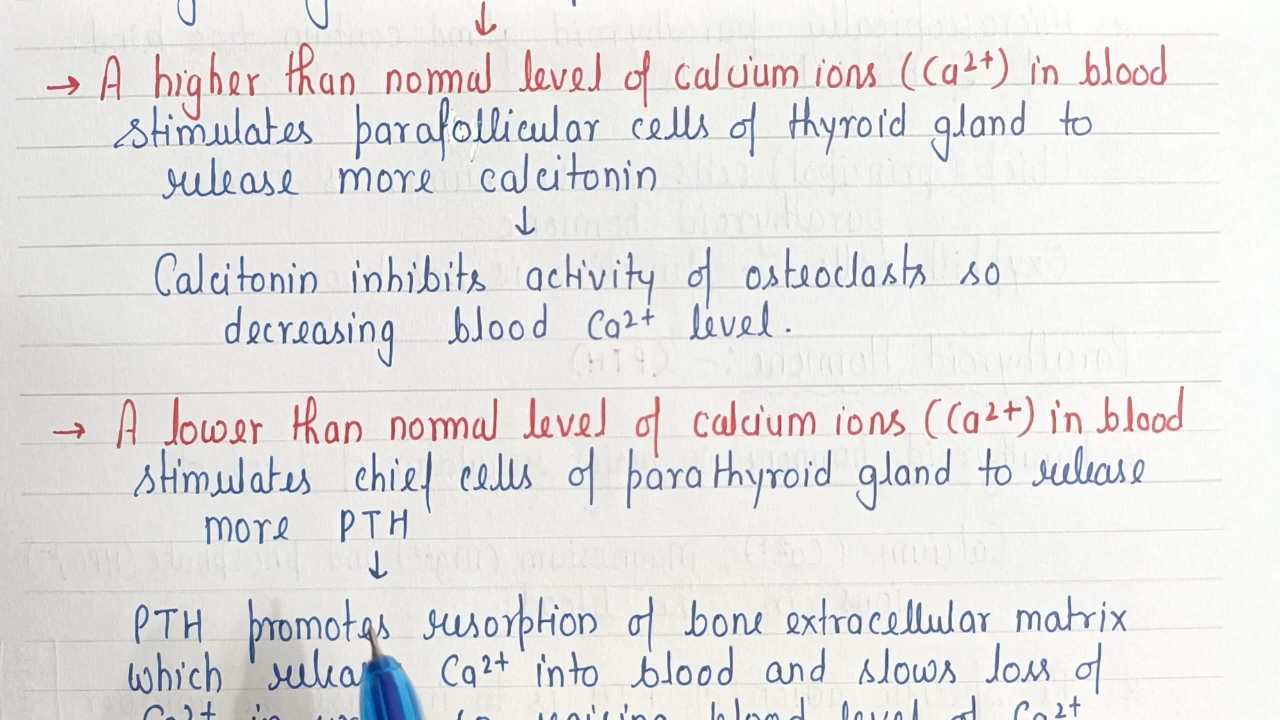 → A higher than normal level of calcium ions (Ca²⁺) in blood
stimulates parafollicular cells of thyroid gland to
release more calcitonin
↓
Calcitonin inhibits activity of osteoclasts so
decreasing blood Ca²⁺ level.
→ A lower than normal level of calcium ions (Ca²⁺) in blood
stimulates chief cells of parathyroid gland to release
more PTH
↓
PTH promotes resorption of bone extracellular matrix
which Ca²⁺ into blood and slows loss of